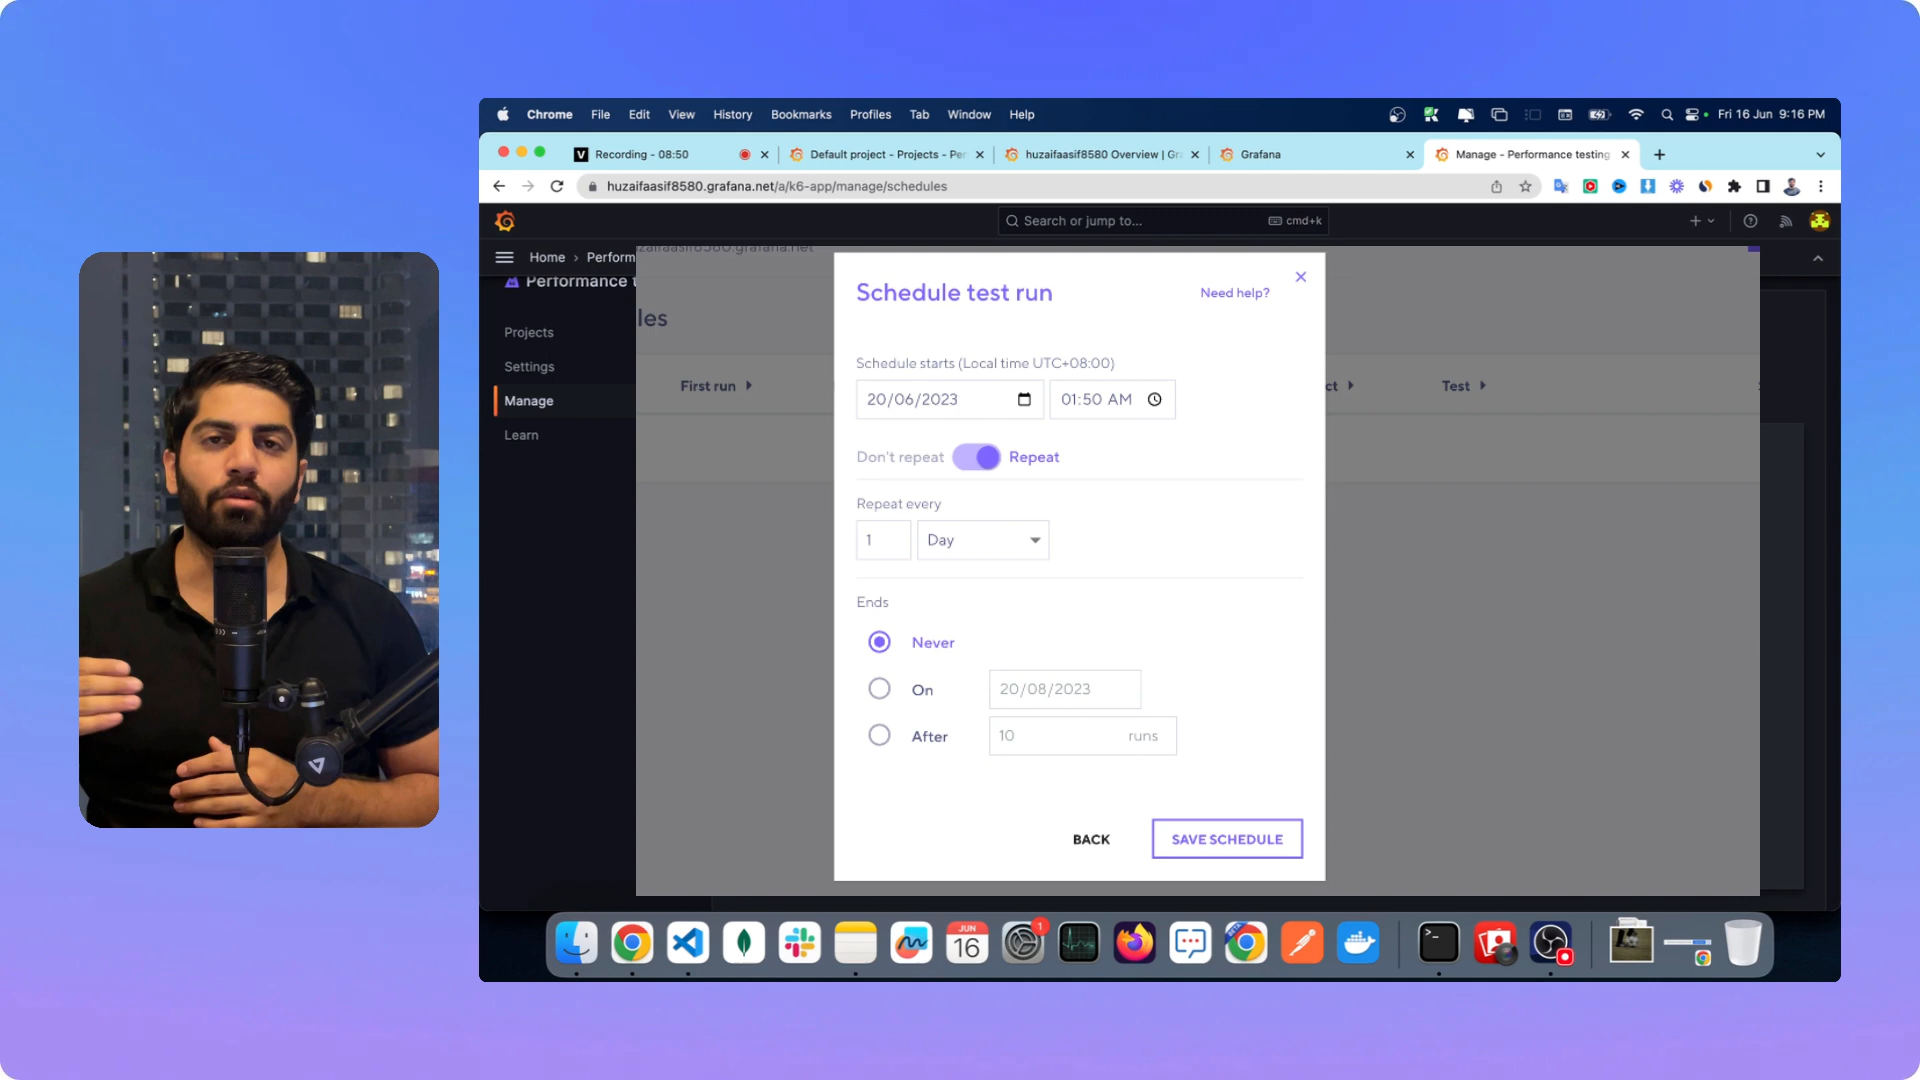 Chrome File Edit View History Bookmarks Profiles Tab Window Help Fri 16 Jun 9:16 PM
V Recording - 08:50 Default project - Projects - Per huzaifaasif8580 Overview | Gr Grafana Manage - Performance testing
huzaifaasif8580.grafana.net/a/k6-app/manage/schedules
Search or jump to... cmd+k
Home › Perform
zaifaasif8580.grafana.net
Performance t
Projects
Settings
Manage
Learn
les
First run
ct
Test
Schedule test run
Need help?
Schedule starts (Local time UTC+08:00)
20/06/2023 01:50 AM
Don't repeat Repeat
Repeat every
1 Day
Ends
Never
On 20/08/2023
After 10 runs
BACK SAVE SCHEDULE
JUN
16
1